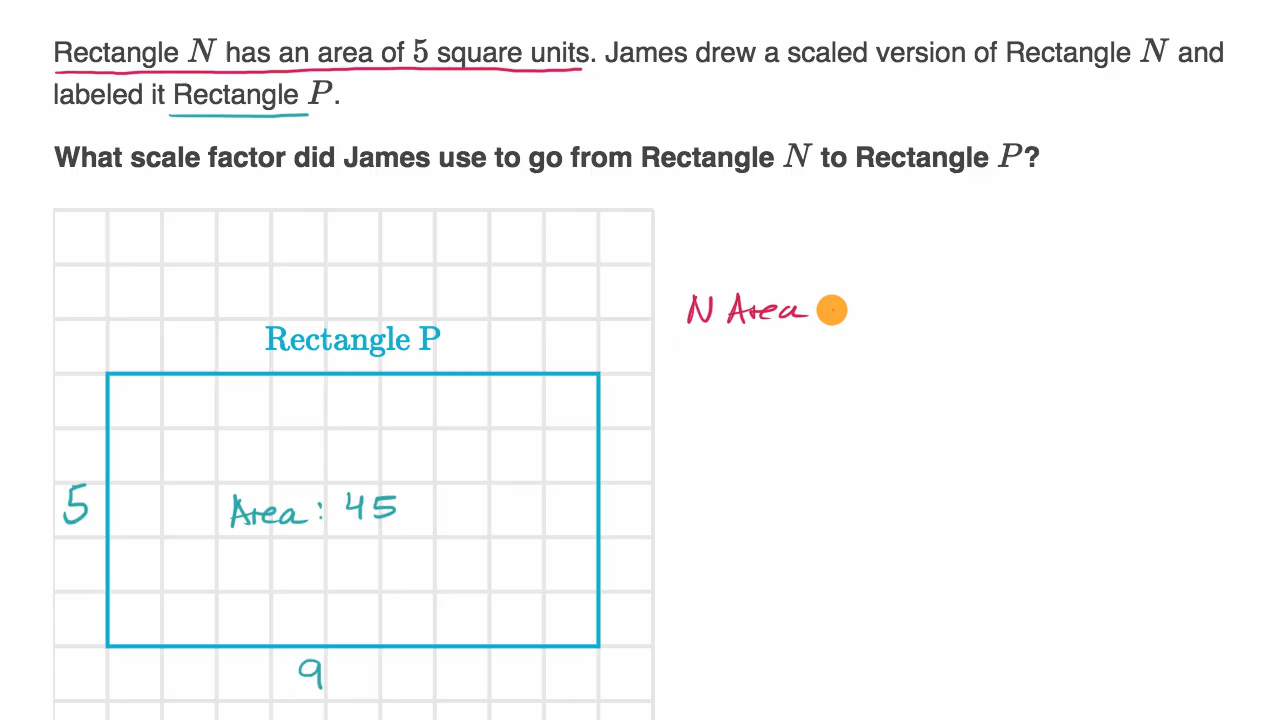 Rectangle N has an area of 5 square units. James drew a scaled version of Rectangle N and
labeled it Rectangle P.
What scale factor did James use to go from Rectangle N to Rectangle P?
N Area
Rectangle P
5
Area: 45
9